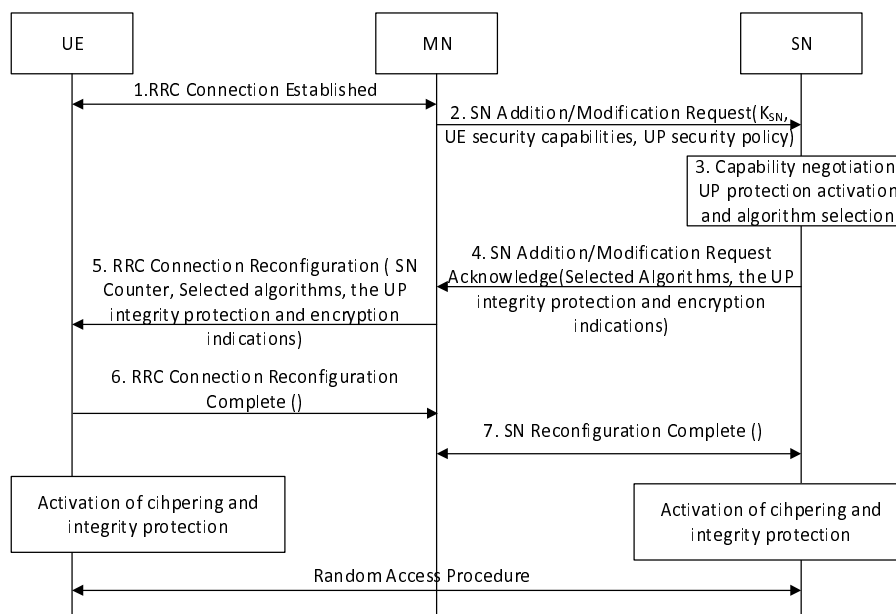 UE
MN
SN
1.RRC Connection Established
2. SN Addition/Modification Request(KSN,
UE security capabilities, UP security policy)
3. Capability negotiation
UP protection activation
and algorithm selection
4. SN Addition/Modification Request
Acknowledge(Selected Algorithms, the UP
integrity protection and encryption
indications)
5. RRC Connection Reconfiguration ( SN
Counter, Selected algorithms, the UP
integrity protection and encryption
indications)
6. RRC Connection Reconfiguration
Complete ()
7. SN Reconfiguration Complete ()
Activation of cihpering and
integrity protection
Activation of cihpering and
integrity protection
Random Access Procedure